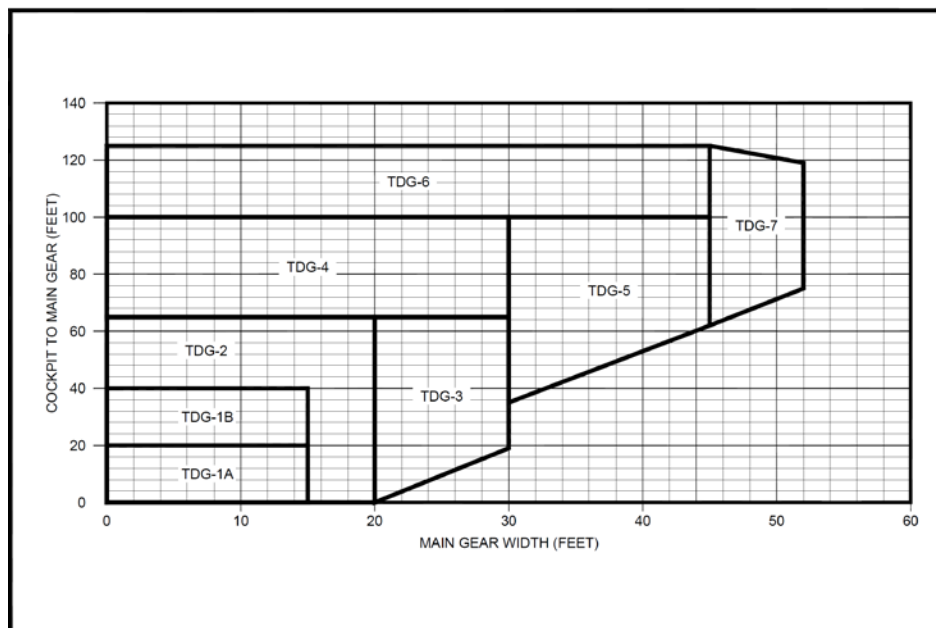 140
120
100
80
60
40
20
0
COCKPIT TO MAIN GEAR (FEET)
TDG-6
TDG-7
TDG-4
TDG-5
TDG-2
TDG-3
TDG-1B
TDG-1A
0 10 20 30 40 50 60
MAIN GEAR WIDTH (FEET)